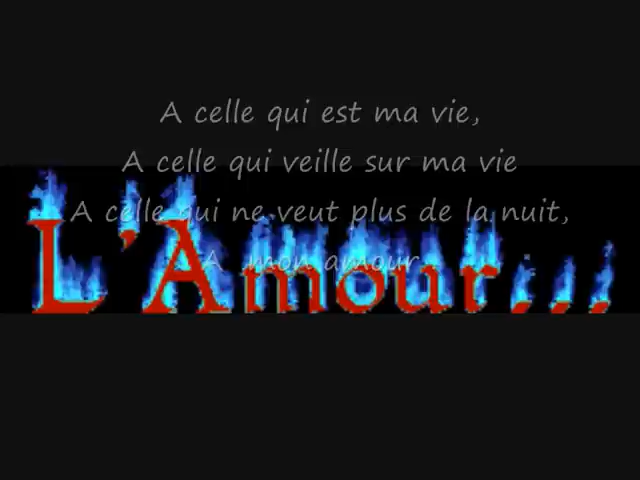 A celle qui est ma vie,
A celle qui veille sur ma vie
A celle qui ne veut plus de la nuit,
A mon amour
L'Amour...